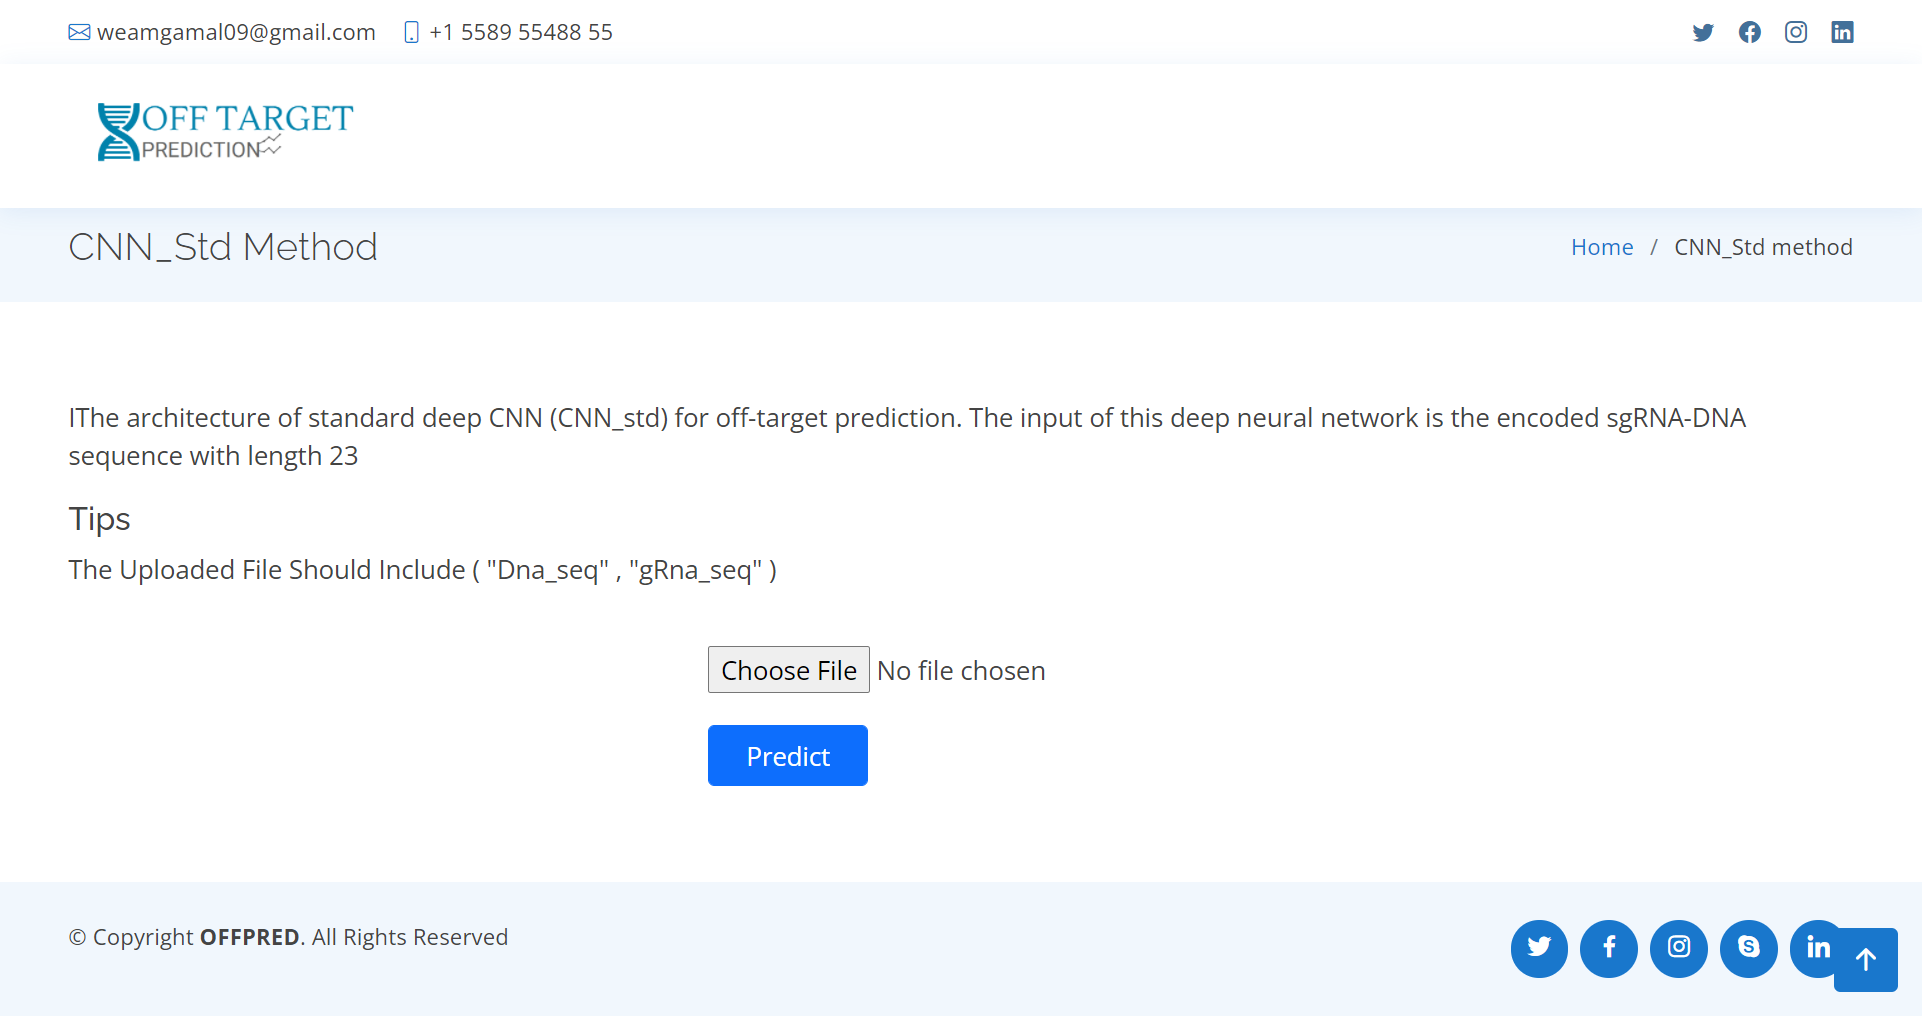 weamgamal09@gmail.com +1 5589 55488 55
OFF TARGET
PREDICTION
CNN_Std Method
Home / CNN_Std method
IThe architecture of standard deep CNN (CNN_std) for off-target prediction. The input of this deep neural network is the encoded sgRNA-DNA
sequence with length 23
Tips
The Uploaded File Should Include ( "Dna_seq" , "gRna_seq" )
Choose File No file chosen
Predict
© Copyright OFFPRED. All Rights Reserved